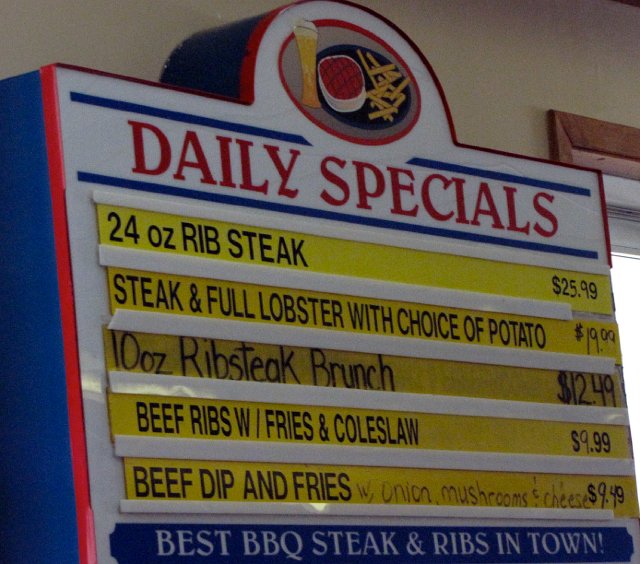 DAILY SPECIALS
24 oz RIB STEAK $25.99
STEAK & FULL LOBSTER WITH CHOICE OF POTATO $19.99
10oz Ribsteak Brunch $12.49
BEEF RIBS W / FRIES & COLESLAW $9.99
BEEF DIP AND FRIES w/ onion, mushrooms & cheese $9.49
BEST BBQ STEAK & RIBS IN TOWN!